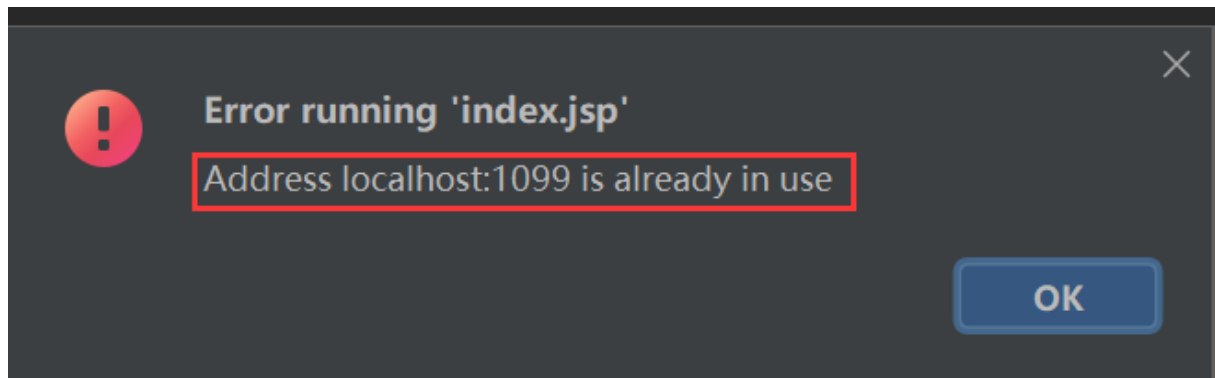 Error running 'index.jsp'
Address localhost:1099 is already in use
OK